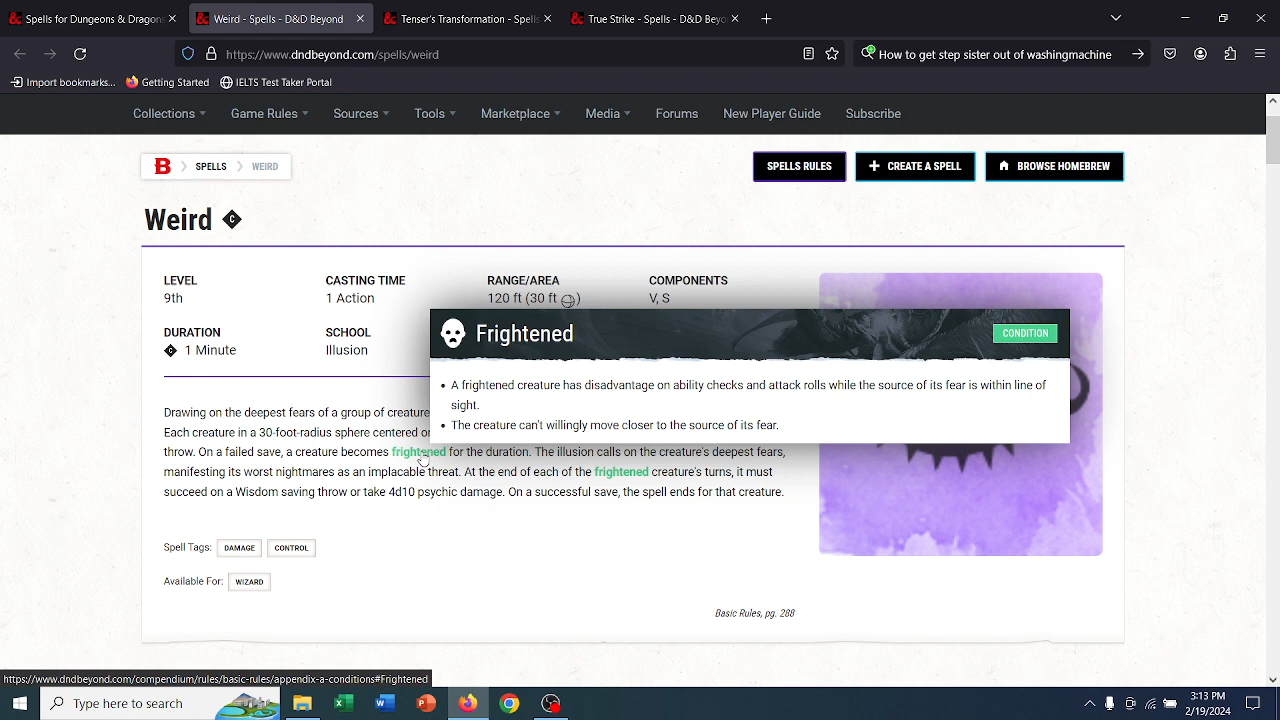 Spells for Dungeons & Dragons
Weird - Spells - D&D Beyond
Tenser's Transformation - Spells
True Strike - Spells - D&D Beyo
https://www.dndbeyond.com/spells/weird
How to get step sister out of washingmachine
Import bookmarks...
Getting Started
IELTS Test Taker Portal
Collections
Game Rules
Sources
Tools
Marketplace
Media
Forums
New Player Guide
Subscribe
B SPELLS WEIRD
SPELLS RULES
CREATE A SPELL
BROWSE HOMEBREW
Weird C
LEVEL
9th
CASTING TIME
1 Action
RANGE/AREA
120 ft (30 ft )
COMPONENTS
V, S
DURATION
C 1 Minute
SCHOOL
Illusion
Frightened
CONDITION
• A frightened creature has disadvantage on ability checks and attack rolls while the source of its fear is within line of
sight.
• The creature can't willingly move closer to the source of its fear.
Drawing on the deepest fears of a group of creature
Each creature in a 30-foot-radius sphere centered o
throw. On a failed save, a creature becomes frightened for the duration. The illusion calls on the creature's deepest fears,
manifesting its worst nightmares as an implacable threat. At the end of each of the frightened creature's turns, it must
succeed on a Wisdom saving throw or take 4d10 psychic damage. On a successful save, the spell ends for that creature.
Spell Tags: DAMAGE CONTROL
Available For: WIZARD
Basic Rules, pg. 288
https://www.dndbeyond.com/compendium/rules/basic-rules/appendix-a-conditions#Frightened
Type here to search
3:13 PM
2/19/2024